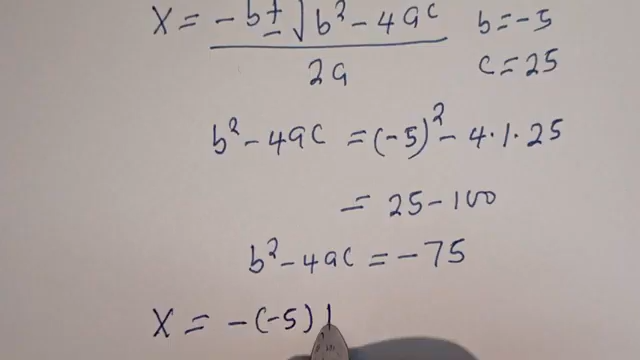 X = -b ± √b² - 4ac b = -5
2a c = 25
b² - 4ac = (-5)² - 4·1·25
= 25 - 100
b² - 4ac = -75
X = -(-5)